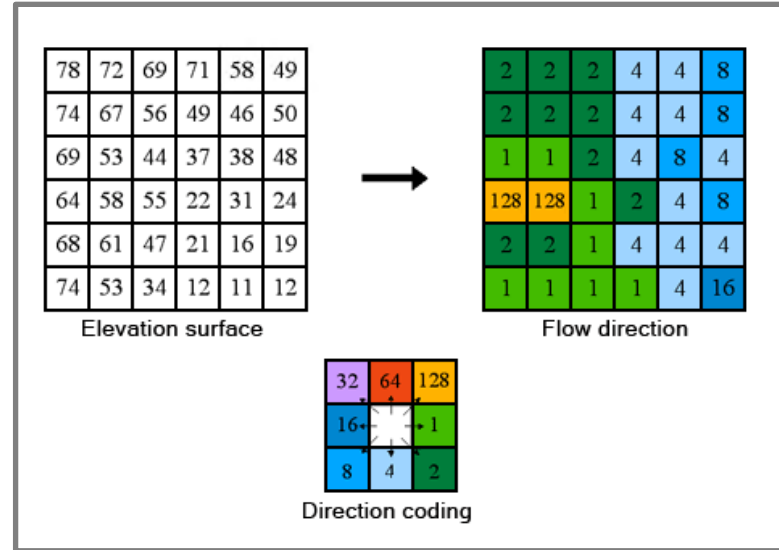 78 72 69 71 58 49
74 67 56 49 46 50
69 53 44 37 38 48
64 58 55 22 31 24
68 61 47 21 16 19
74 53 34 12 11 12
Elevation surface
2 2 2 4 4 8
2 2 2 4 4 8
1 1 2 4 8 4
128 128 1 2 4 8
2 2 1 4 4 4
1 1 1 1 4 16
Flow direction
32 64 128
16 1
8 4 2
Direction coding